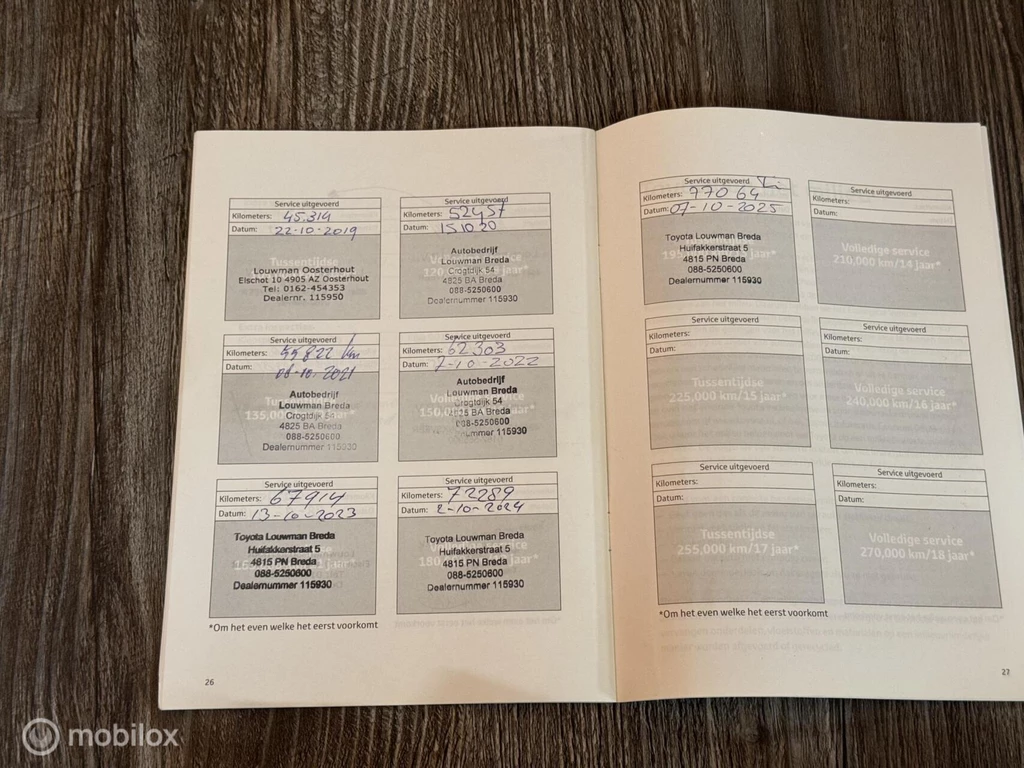 Service uitgevoerd
Kilometers: 45.314
Datum: 22-10-2019
Tussentijdse
Louwman Oosterhout
Elschot 10 4905 AZ Oosterhout
Tel: 0162-454353
Dealernr. 115950
Service uitgevoerd
Kilometers: 52457
Datum: 15.10 20
Autobedrijf
Louwman Breda
Crogtdijk 54
4825 BA Breda
088-5250600
Dealernummer 115930
Service uitgevoerd
Kilometers: 59822 km
Datum: 08-10-2021
Autobedrijf
Louwman Breda
Crogtdijk 54
4825 BA Breda
088-5250600
Dealernummer 115930
Service uitgevoerd
Kilometers: 62303
Datum: 7-10-2022
Autobedrijf
Louwman Breda
Crogtdijk 54
4825 BA Breda
088-5250600
Dealernummer 115930
Service uitgevoerd
Kilometers: 67914
Datum: 13-10-2023
Toyota Louwman Breda
Huifakkerstraat 5
4815 PN Breda
088-5250600
Dealernummer 115930
Service uitgevoerd
Kilometers: 72289
Datum: 2-10-2024
Toyota Louwman Breda
Huifakkerstraat 5
4815 PN Breda
088-5250600
Dealernummer 115930
*Om het even welke het eerst voorkomt
26
Service uitgevoerd
Kilometers: 77064
Datum: 07-10-2025
Toyota Louwman Breda
Huifakkerstraat 5
4815 PN Breda
088-5250600
Dealernummer 115930
Service uitgevoerd
Kilometers:
Datum:
Volledige service
210,000 km/14 jaar*
Service uitgevoerd
Kilometers:
Datum:
Tussentijdse
225,000 km/15 jaar*
Service uitgevoerd
Kilometers:
Datum:
Volledige service
240,000 km/16 jaar*
Service uitgevoerd
Kilometers:
Datum:
Tussentijdse
255,000 km/17 jaar*
Service uitgevoerd
Kilometers:
Datum:
Volledige service
270,000 km/18 jaar*
*Om het even welke het eerst voorkomt
27
mobilox